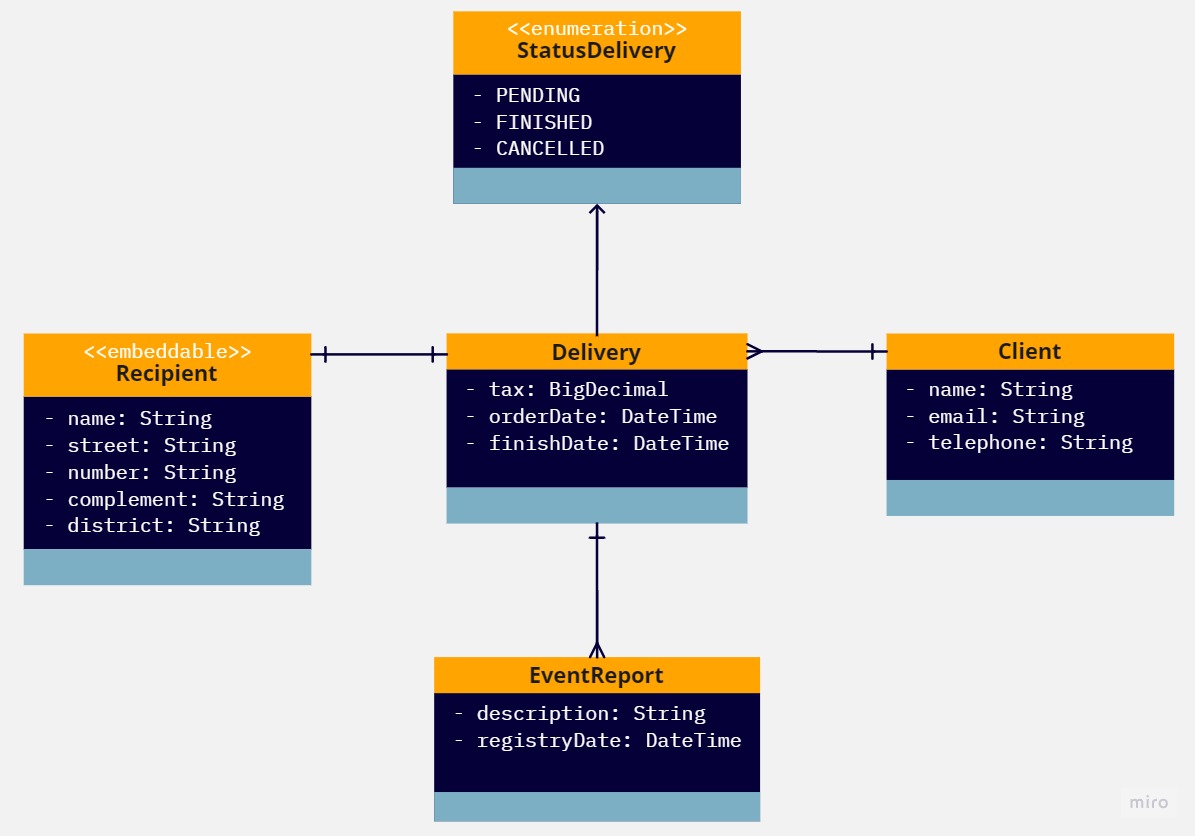 <<enumeration>>
StatusDelivery
- PENDING
- FINISHED
- CANCELLED
<<embeddable>>
Recipient
- name: String
- street: String
- number: String
- complement: String
- district: String
Delivery
- tax: BigDecimal
- orderDate: DateTime
- finishDate: DateTime
Client
- name: String
- email: String
- telephone: String
EventReport
- description: String
- registryDate: DateTime
miro